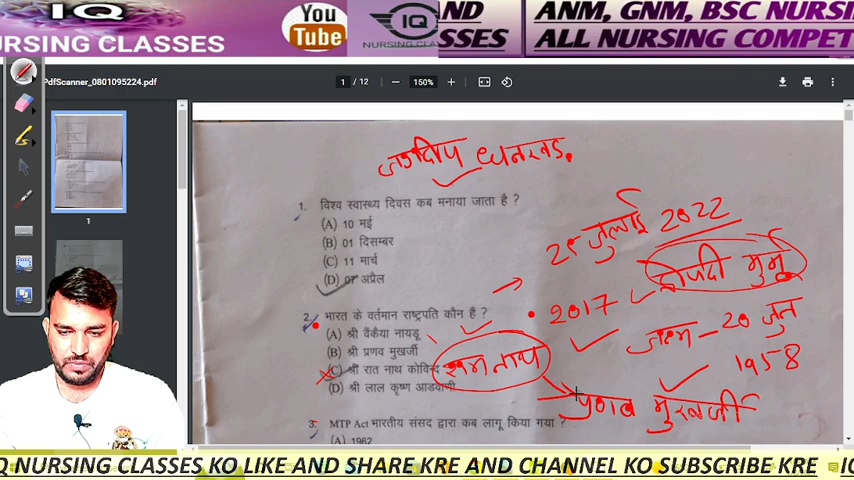 IQ
NURSING CLASSES
You
Tube
IQ
NURSING CLAS
AND
SSES
ANM, GNM, BSC NURSI
ALL NURSING COMPET
PdfScanner_0801095224.pdf
1 / 12
150%
जगदीप धनखड़.
1. विश्व स्वास्थ्य दिवस कब मनाया जाता है ?
(A) 10 मई
(B) 01 दिसम्बर
(C) 11 मार्च
(D) 07 अप्रैल
25 जुलाई 2022
द्रोपदी मुर्मू
2. भारत के वर्तमान राष्ट्रपति कौन है ?
(A) श्री वैंकैया नायडू
(B) श्री प्रणव मुखर्जी
(C) श्री रात नाथ कोविन्द
(D) श्री लाल कृष्ण आडवाणी
2017
जन्म – 20 जुन
1958
रामनाथ
प्रणव मुखर्जी
3. MTP Act भारतीय संसद द्वारा कब लागू किया गया ?
(A) 1962
1
IQ NURSING CLASSES KO LIKE AND SHARE KRE AND CHANNEL KO SUBSCRIBE KRE